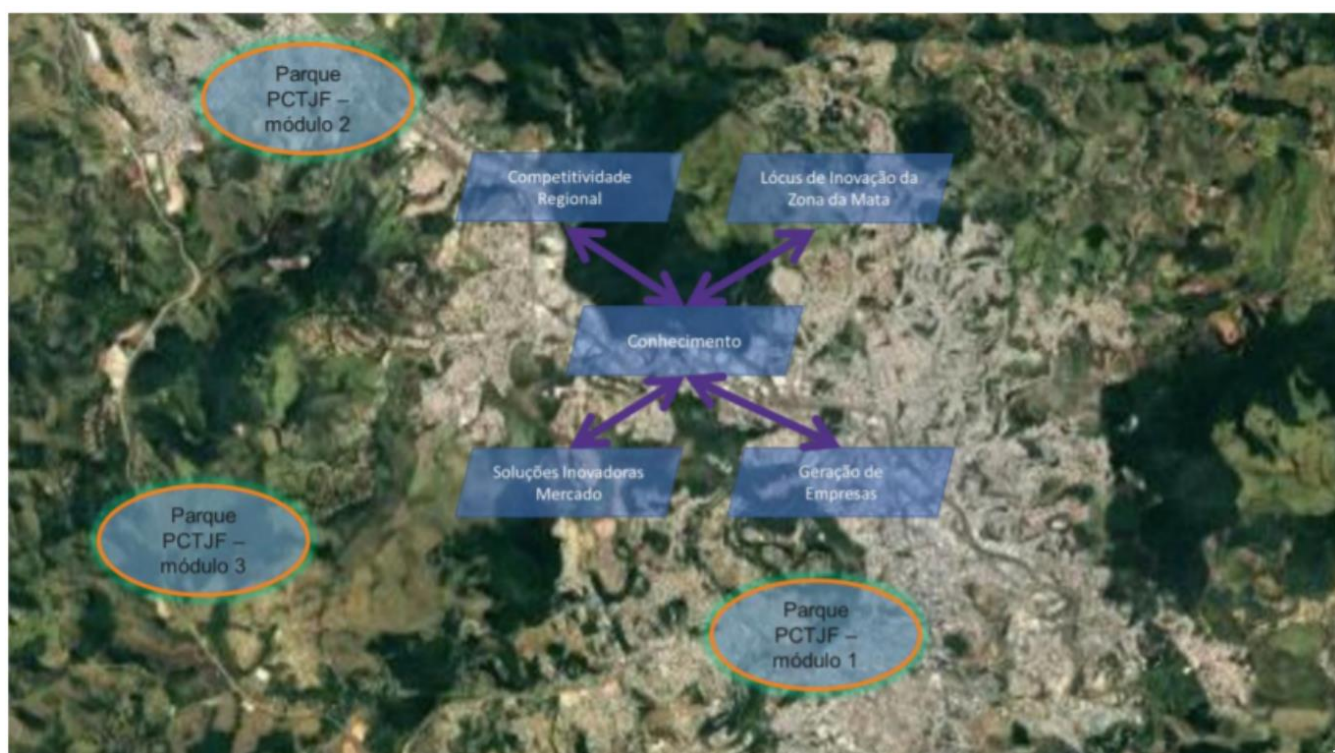 Parque
PCTJF –
módulo 2
Competitividade
Regional
Lócus de Inovação da
Zona da Mata
Conhecimento
Soluções Inovadoras
Mercado
Geração de
Empresas
Parque
PCTJF –
módulo 3
Parque
PCTJF –
módulo 1